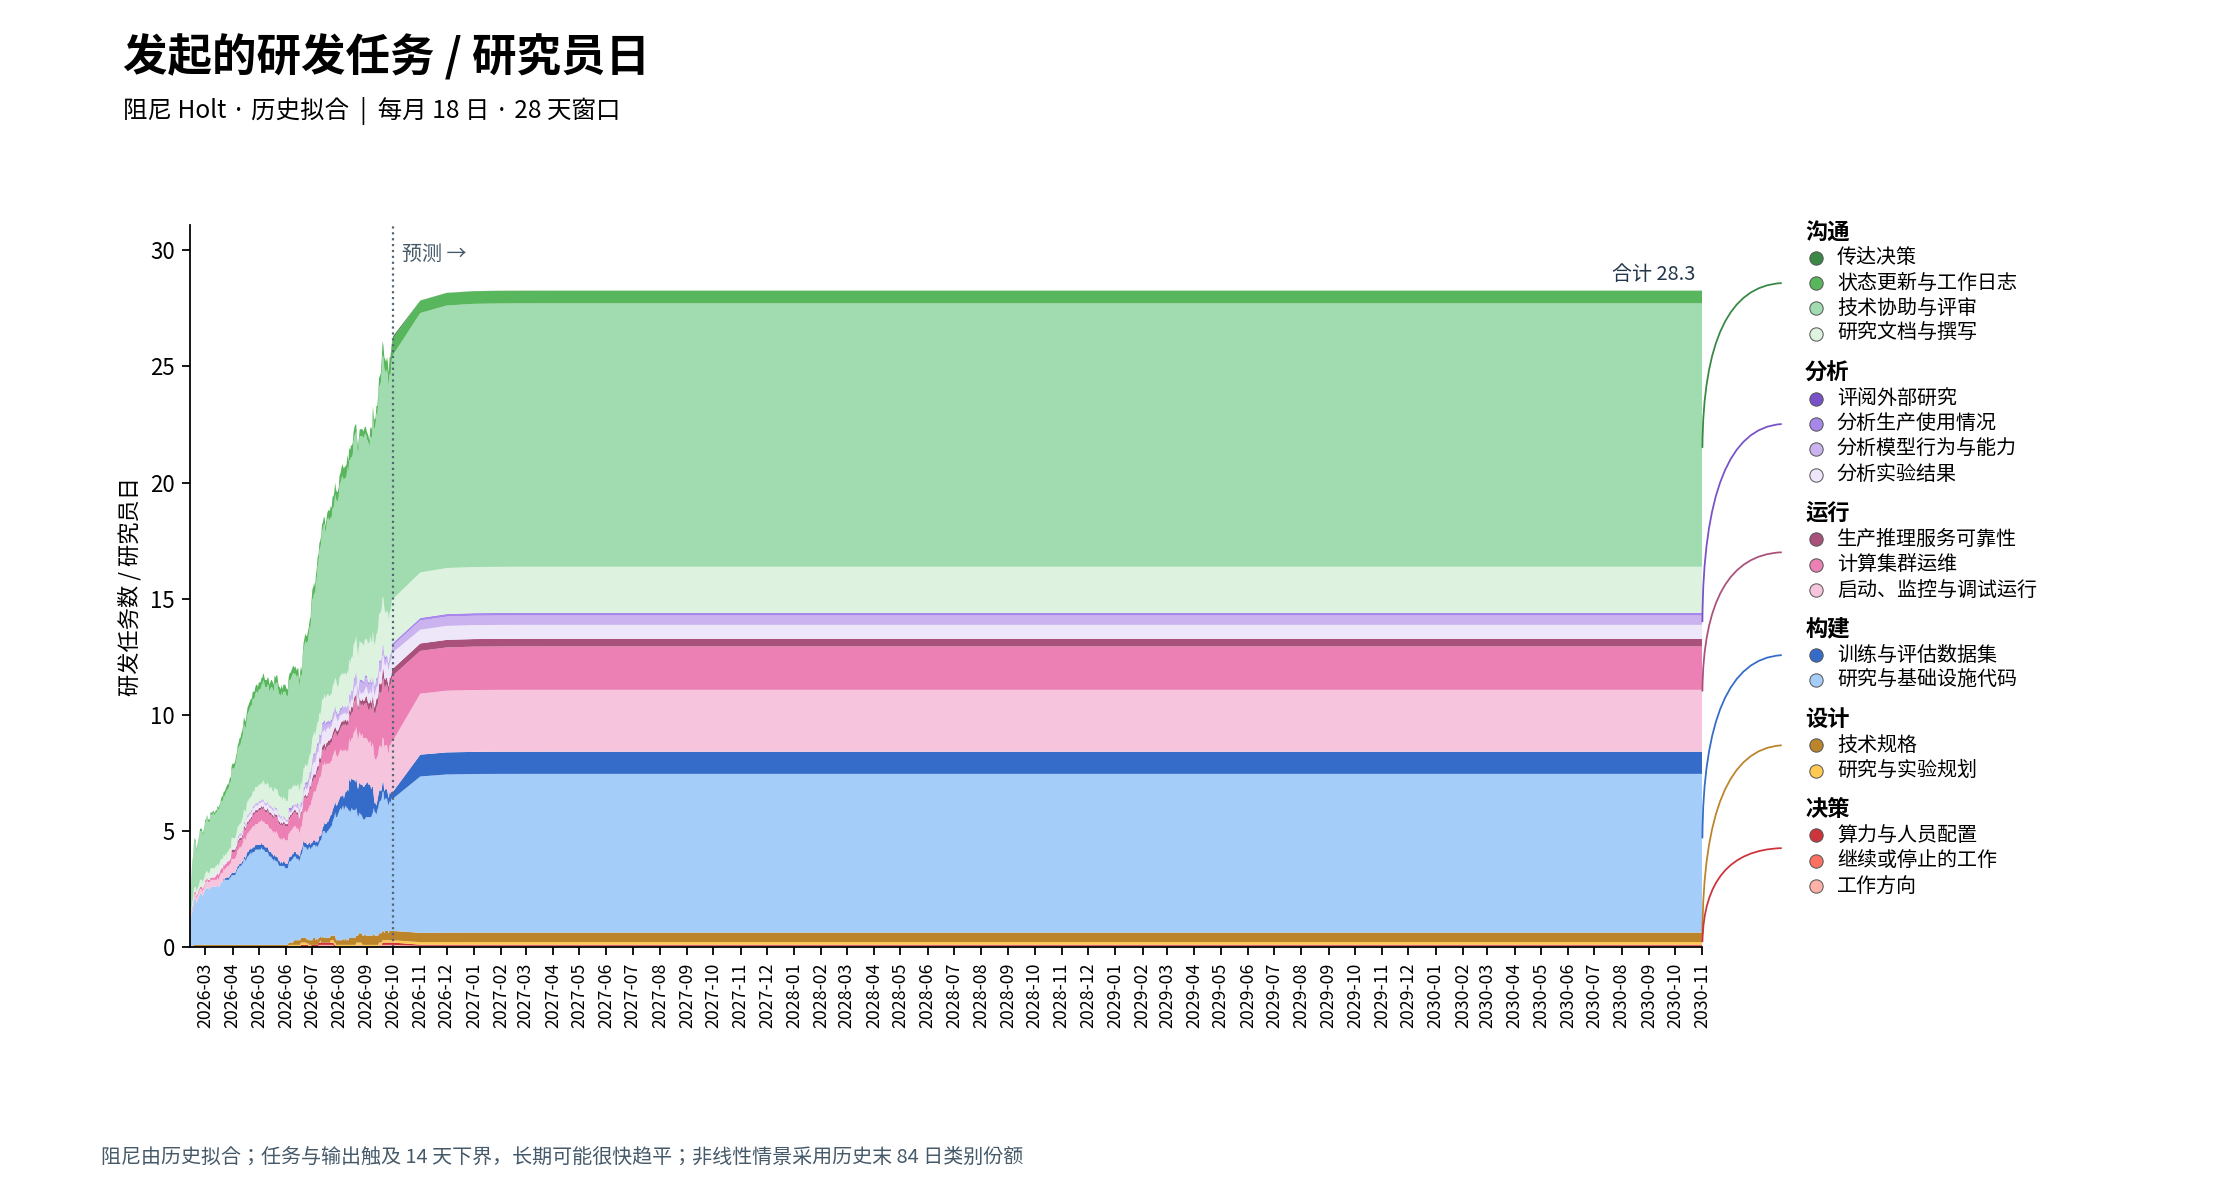 发起的研发任务 / 研究员日
阻尼 Holt · 历史拟合 | 每月 18 日 · 28 天窗口
研发任务数 / 研究员日
30
25
20
15
10
5
0
预测 →
合计 28.3
2026-03
2026-04
2026-05
2026-06
2026-07
2026-08
2026-09
2026-10
2026-11
2026-12
2027-01
2027-02
2027-03
2027-04
2027-05
2027-06
2027-07
2027-08
2027-09
2027-10
2027-11
2027-12
2028-01
2028-02
2028-03
2028-04
2028-05
2028-06
2028-07
2028-08
2028-09
2028-10
2028-11
2028-12
2029-01
2029-02
2029-03
2029-04
2029-05
2029-06
2029-07
2029-08
2029-09
2029-10
2029-11
2029-12
2030-01
2030-02
2030-03
2030-04
2030-05
2030-06
2030-07
2030-08
2030-09
2030-10
2030-11
沟通
传达决策
状态更新与工作日志
技术协助与评审
研究文档与撰写
分析
评阅外部研究
分析生产使用情况
分析模型行为与能力
分析实验结果
运行
生产推理服务可靠性
计算集群运维
启动、监控与调试运行
构建
训练与评估数据集
研究与基础设施代码
设计
技术规格
研究与实验规划
决策
算力与人员配置
继续或停止的工作
工作方向
阻尼由历史拟合；任务与输出触及 14 天下界，长期可能很快趋平；非线性情景采用历史末 84 日类别份额